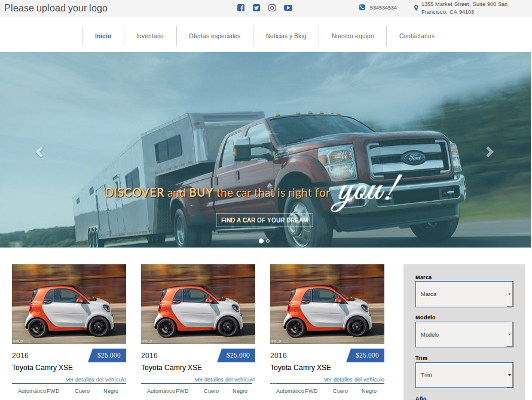 Please upload your logo
534534534
1355 Market Street, Suite 900 San
Francisco, CA 94103
Inicio
Inventario
Ofertas especiales
Noticias y Blog
Nuestro equipo
Contáctanos
DISCOVER and BUY the car that is right for you!
FIND A CAR OF YOUR DREAM
2016
$25.000
Toyota Camry XSE
Ver detalles del vehículo
Automático FWD Cuero Negro
2016
$25.000
Toyota Camry XSE
Ver detalles del vehículo
Automático FWD Cuero Negro
2016
$25.000
Toyota Camry XSE
Ver detalles del vehículo
Automático FWD Cuero Negro
Marca
Marca
Modelo
Modelo
Trim
Trim
Año